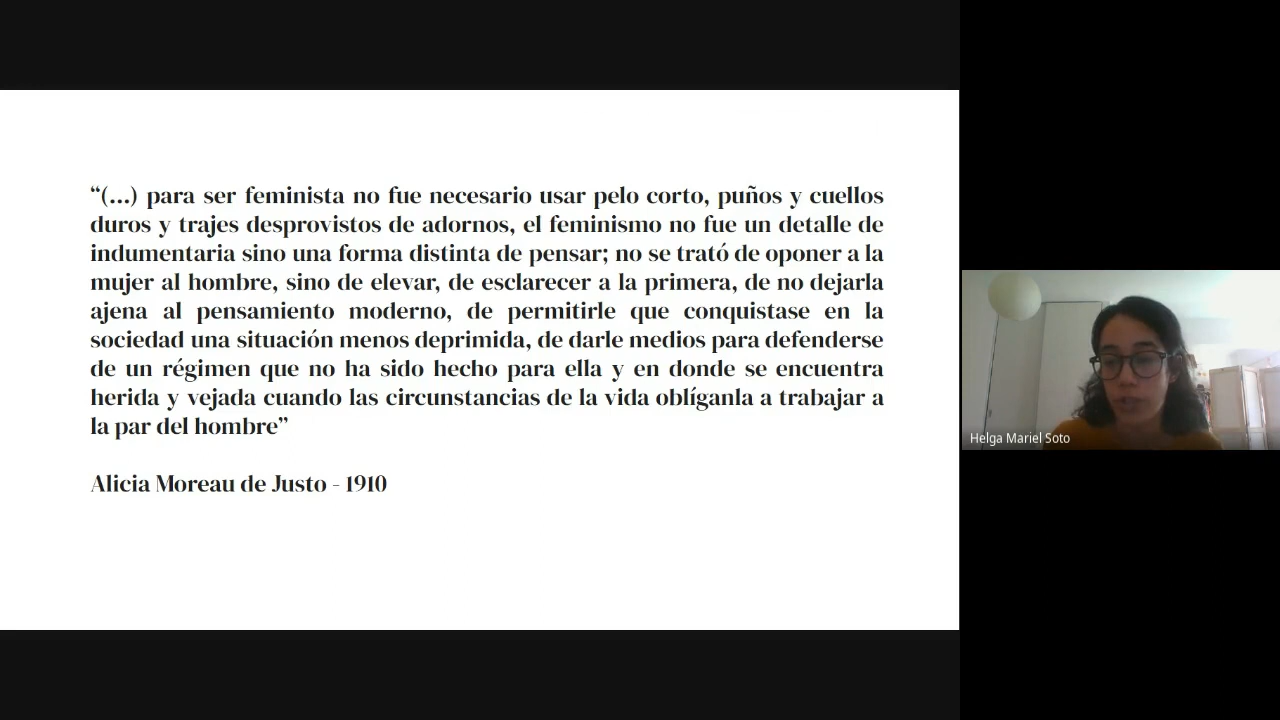 “(...) para ser feminista no fue necesario usar pelo corto, puños y cuellos
duros y trajes desprovistos de adornos, el feminismo no fue un detalle de
indumentaria sino una forma distinta de pensar; no se trató de oponer a la
mujer al hombre, sino de elevar, de esclarecer a la primera, de no dejarla
ajena al pensamiento moderno, de permitirle que conquistase en la
sociedad una situación menos deprimida, de darle medios para defenderse
de un régimen que no ha sido hecho para ella y en donde se encuentra
herida y vejada cuando las circunstancias de la vida oblíganla a trabajar a
la par del hombre”
Alicia Moreau de Justo - 1910
Helga Mariel Soto